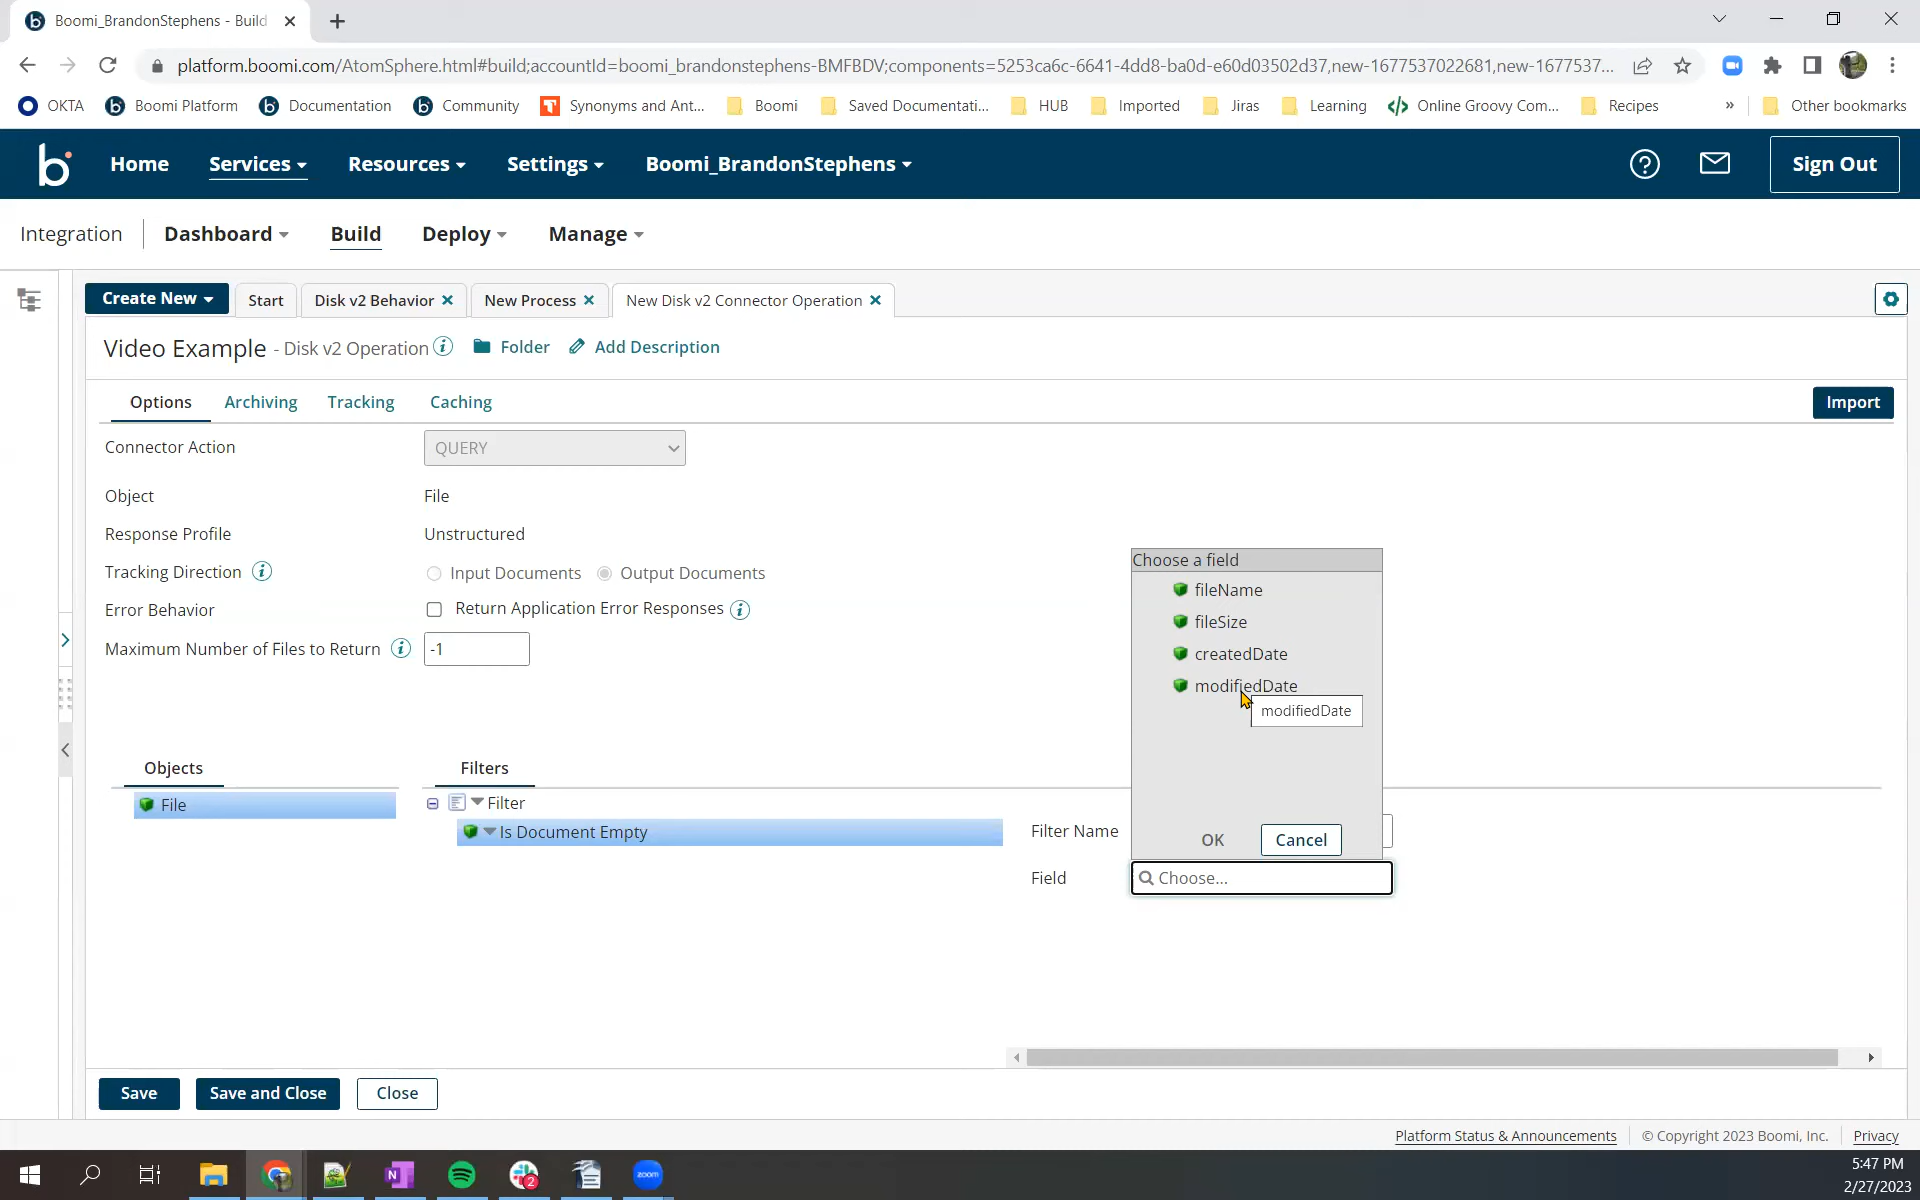 Boomi_BrandonStephens - Build
platform.boomi.com/AtomSphere.html#build;accountId=boomi_brandonstephens-BMFBDV;components=5253ca6c-6641-4dd8-ba0d-e60d03502d37,new-1677537022681,new-1677537...
OKTA Boomi Platform Documentation Community Synonyms and Ant... Boomi Saved Documentati... HUB Imported Jiras Learning Online Groovy Com... Recipes » Other bookmarks
b Home Services Resources Settings Boomi_BrandonStephens ? Sign Out
Integration Dashboard Build Deploy Manage
Create New Start Disk v2 Behavior New Process New Disk v2 Connector Operation
Video Example - Disk v2 Operation i Folder Add Description
Options Archiving Tracking Caching Import
Connector Action QUERY
Object File
Response Profile Unstructured
Tracking Direction i Input Documents Output Documents
Error Behavior Return Application Error Responses i
Maximum Number of Files to Return i -1
Choose a field
fileName
fileSize
createdDate
modifiedDate
modifiedDate
OK Cancel
Objects Filters
File Filter
Is Document Empty Filter Name
Field Choose...
Save Save and Close Close
Platform Status & Announcements © Copyright 2023 Boomi, Inc. Privacy
N 2 zoom 5:47 PM
2/27/2023